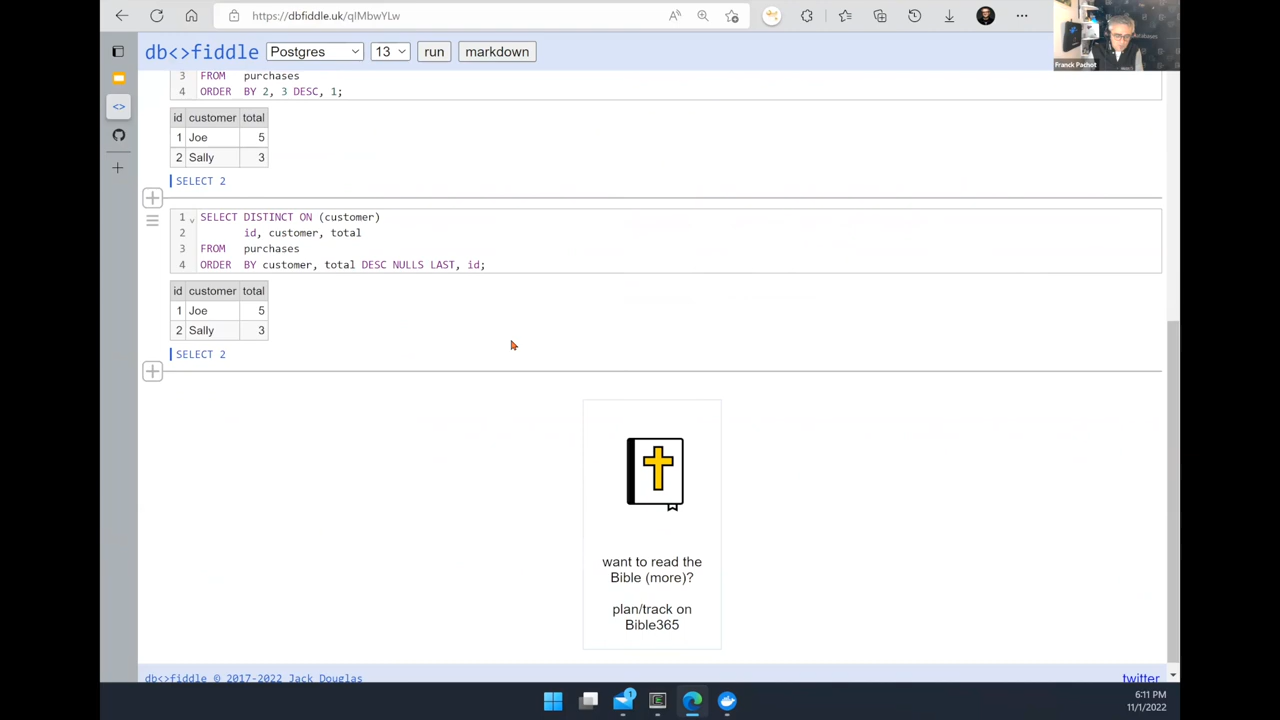 https://dbfiddle.uk/qIMbwYLw
Franck Pachot
db<>fiddle Postgres 13 run markdown
3 FROM purchases
4 ORDER BY 2, 3 DESC, 1;
id customer total
1 Joe 5
2 Sally 3
SELECT 2
1 SELECT DISTINCT ON (customer)
2 id, customer, total
3 FROM purchases
4 ORDER BY customer, total DESC NULLS LAST, id;
id customer total
1 Joe 5
2 Sally 3
SELECT 2
want to read the
Bible (more)?
plan/track on
Bible365
db<>fiddle © 2017-2022 Jack Douglas
twitter
6:11 PM
11/1/2022